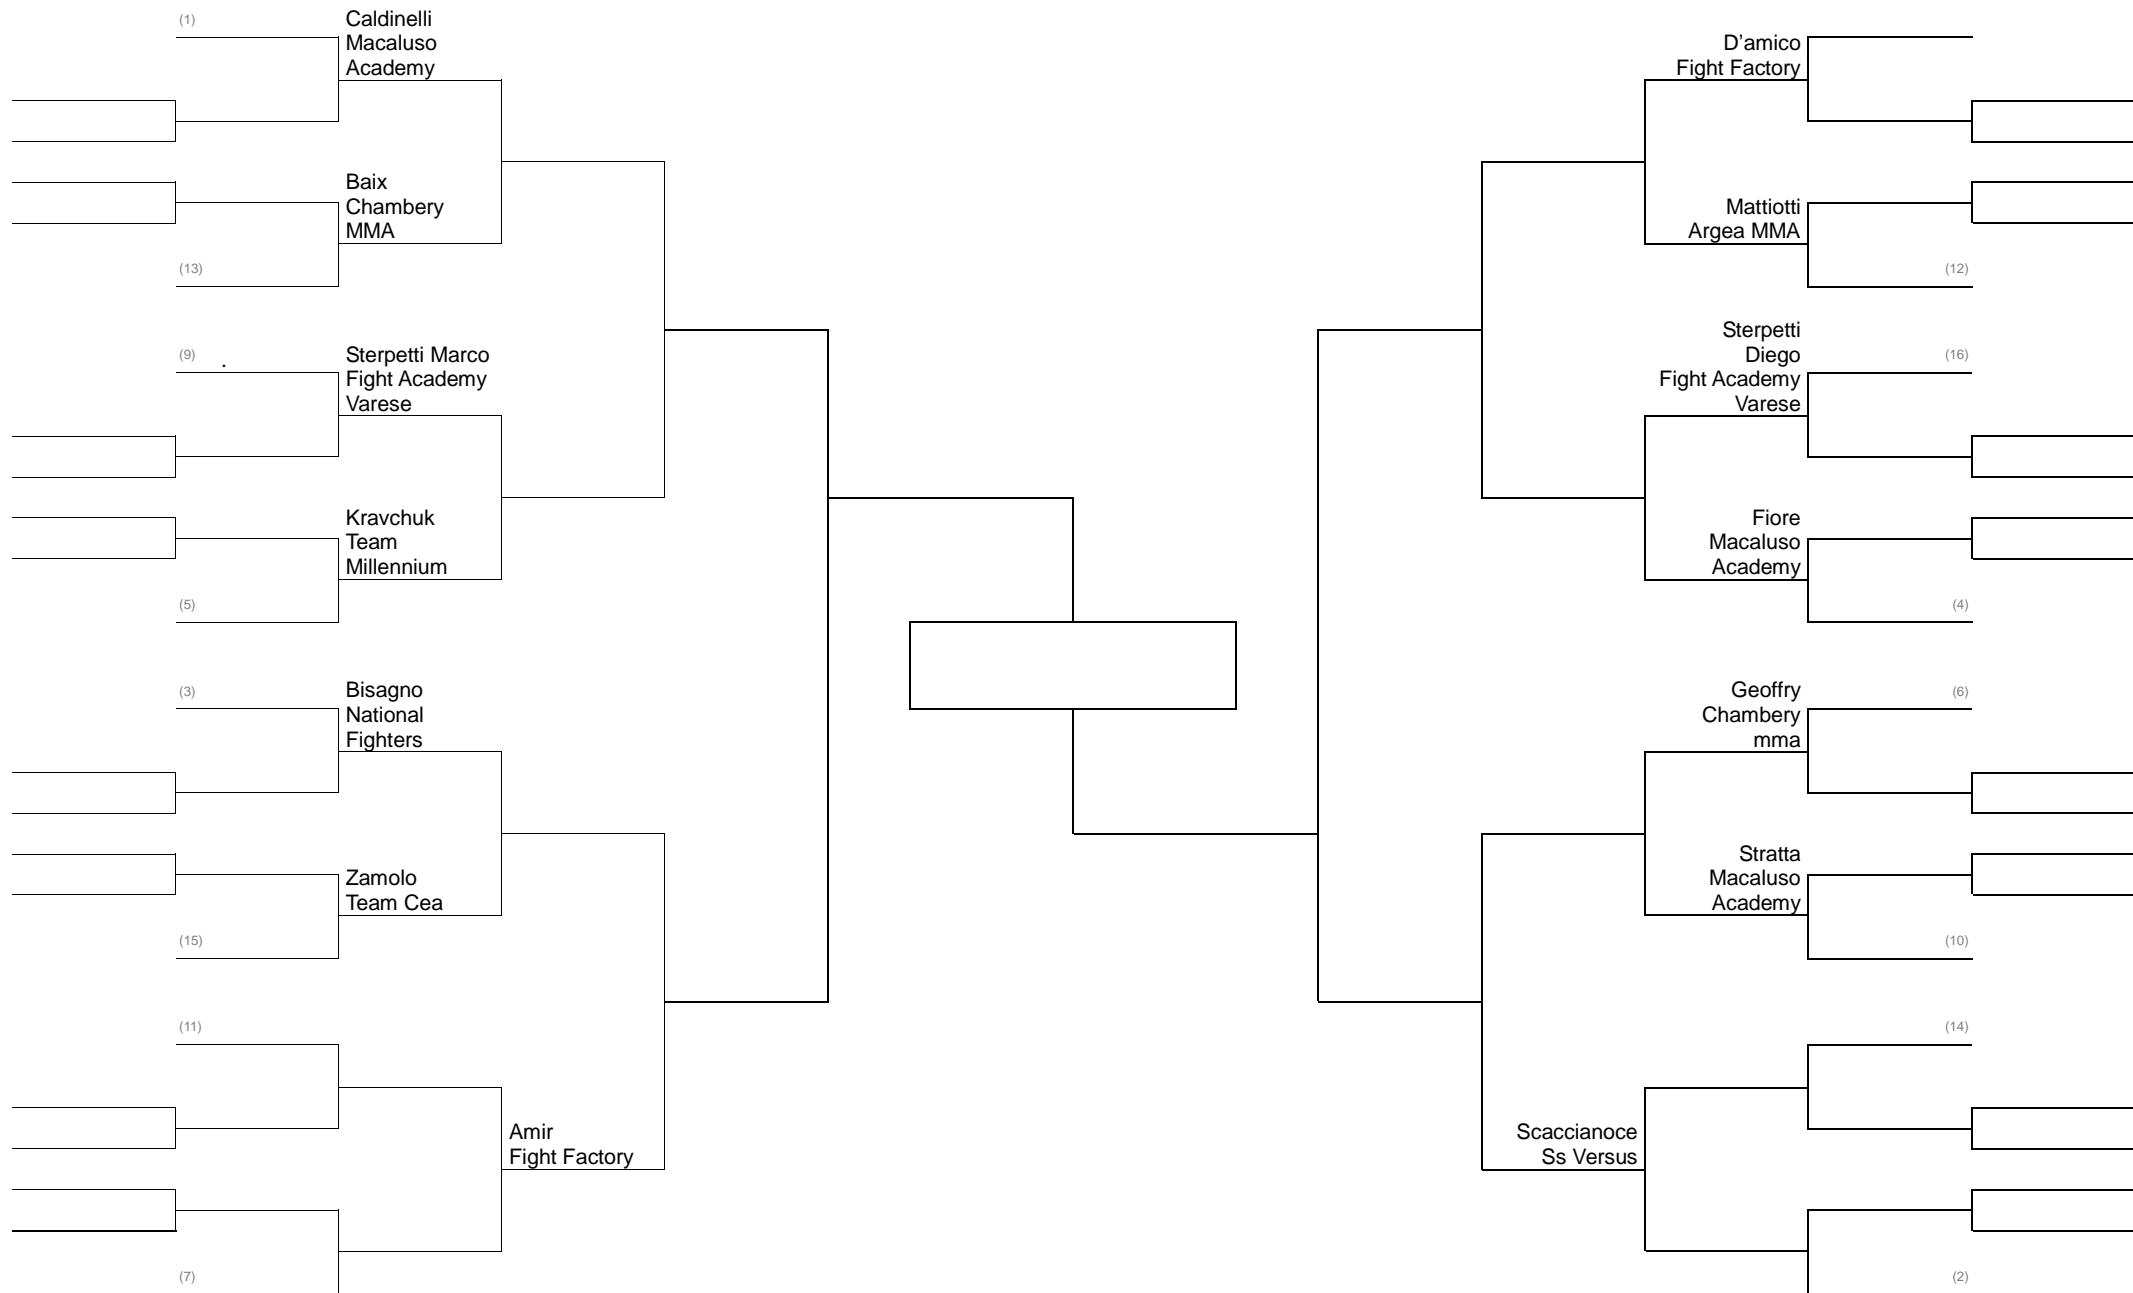 (1)
Caldinelli
Macaluso
Academy
Baix
Chambery
MMA
(13)
(9)
.
Sterpetti Marco
Fight Academy
Varese
Kravchuk
Team
Millennium
(5)
(3)
Bisagno
National
Fighters
Zamolo
Team Cea
(15)
(11)
Amir
Fight Factory
(7)
D'amico
Fight Factory
Mattiotti
Argea MMA
(12)
Sterpetti
Diego
Fight Academy
Varese
(16)
Fiore
Macaluso
Academy
(4)
Geoffry
Chambery
mma
(6)
Stratta
Macaluso
Academy
(10)
(14)
Scaccianoce
Ss Versus
(2)